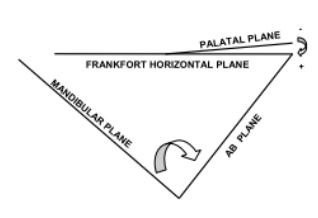 PALATAL PLANE
-
FRANKFORT HORIZONTAL PLANE
+
MANDIBULAR PLANE
AB PLANE